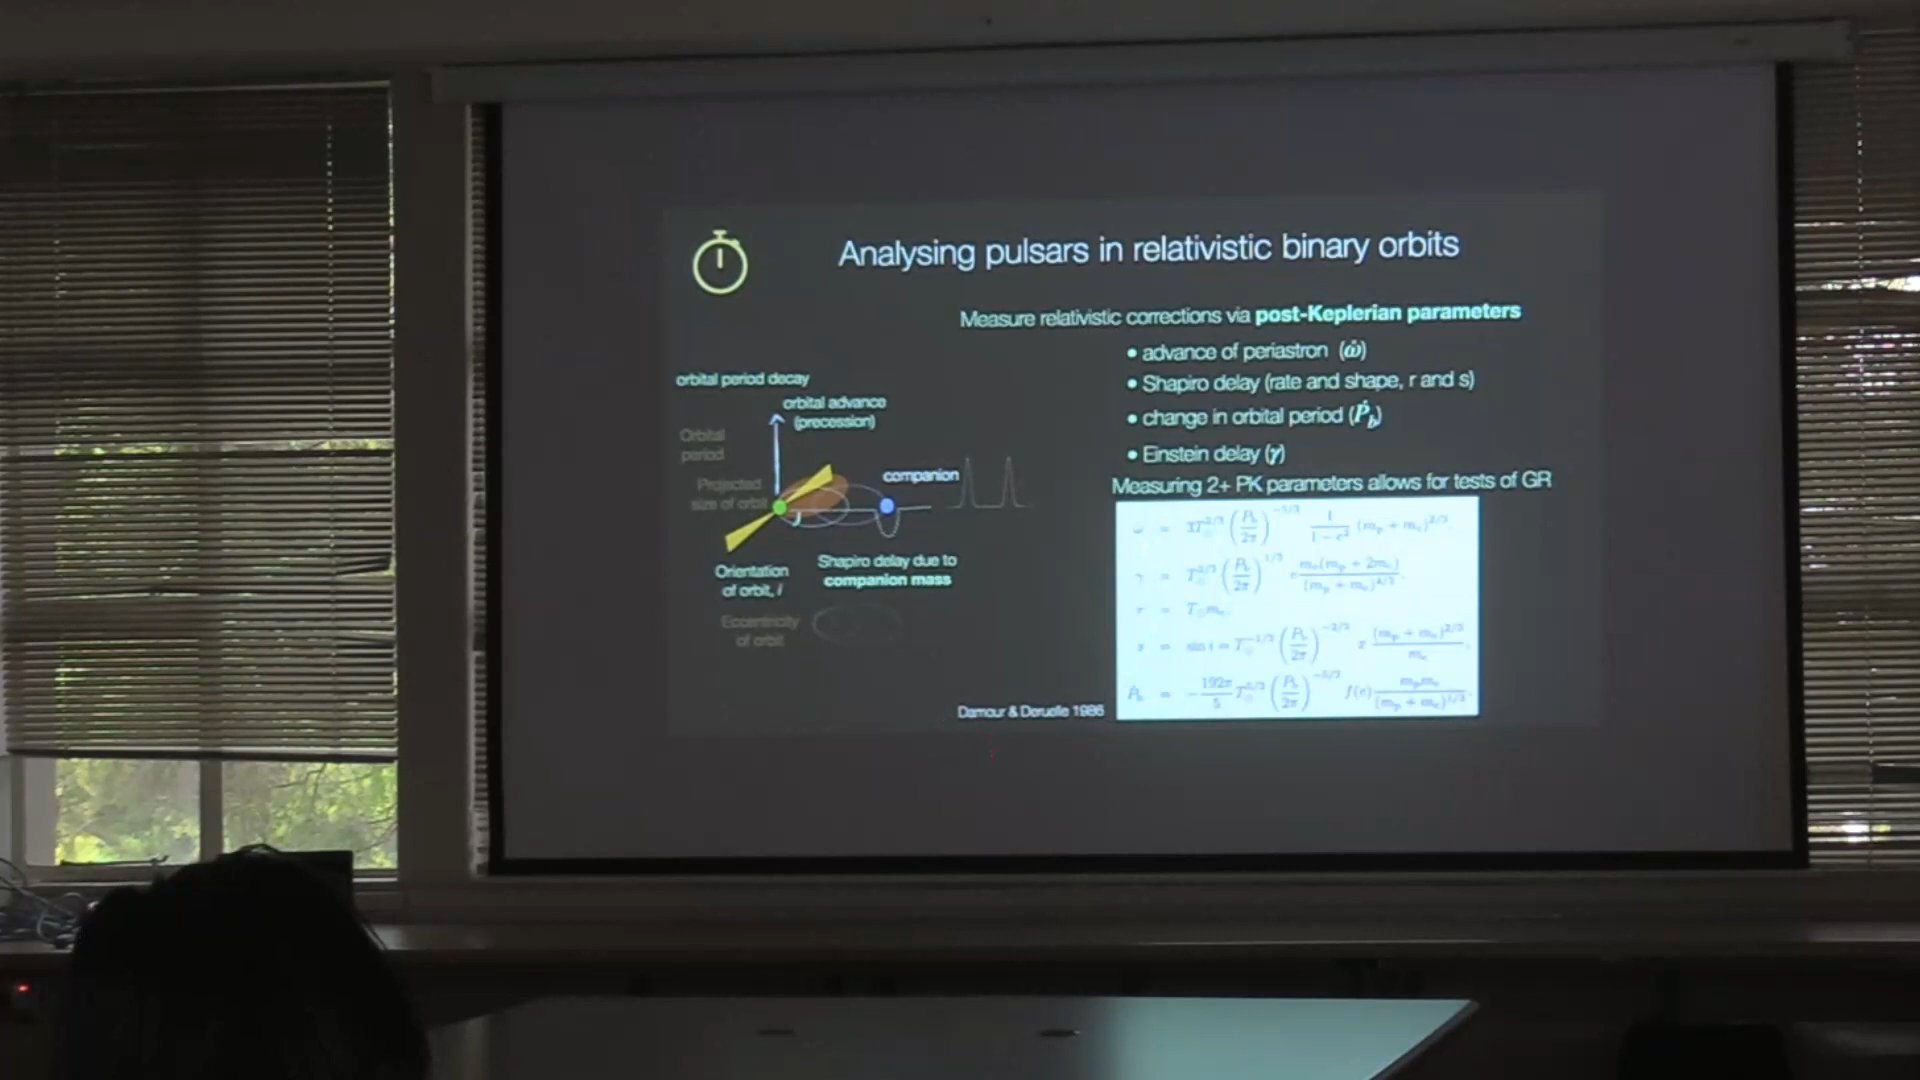 Analysing pulsars in relativistic binary orbits
Measure relativistic corrections via post-Keplerian parameters
• advance of periastron (ω̇)
• Shapiro delay (rate and shape, r and s)
• change in orbital period (Ṗ_b)
• Einstein delay (γ)
Measuring 2+ PK parameters allows for tests of GR
orbital period decay
orbital advance
(precession)
Orbital
period
Projected
size of orbit
companion
Orientation
of orbit, i
Shapiro delay due to
companion mass
Eccentricity
of orbit
Damour & Deruelle 1986